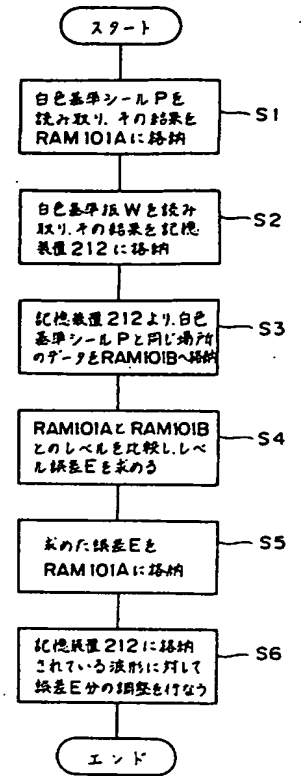 スタート
白色基準シールPを
読み取り,その結果を
RAM101Aに格納
S1
白色基準板Wを読み
取り,その結果を記憶
装置212に格納
S2
記憶装置212より,白色
基準シールPと同じ場所
のデータをRAM101Bへ格納
S3
RAM101AとRAM101B
とのレベルを比較し,レベ
ル誤差Eを求める
S4
求めた誤差Eを
RAM101Aに格納
S5
記憶装置212に格納
されている波形に対して
誤差E分の調整を行なう
S6
エンド